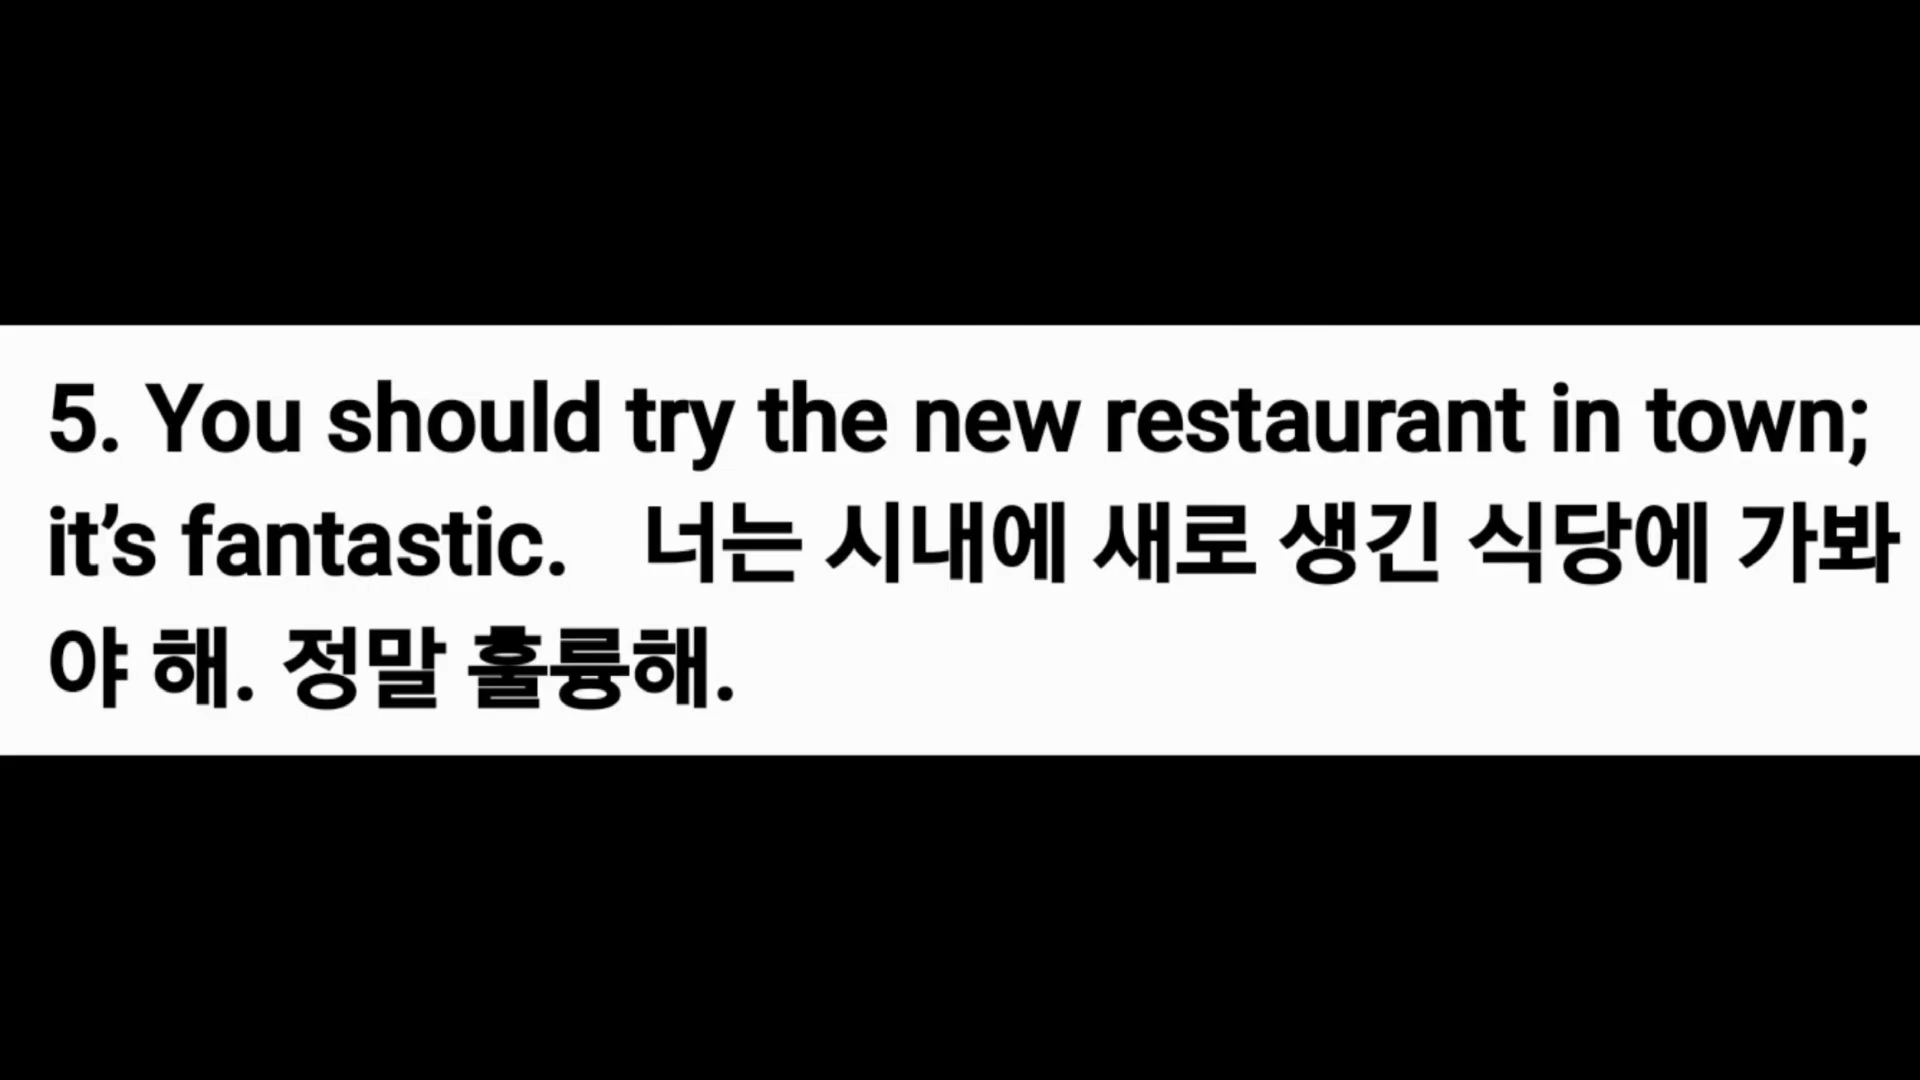 5. You should try the new restaurant in town;
it’s fantastic. 너는 시내에 새로 생긴 식당에 가봐
야 해. 정말 훌륭해.